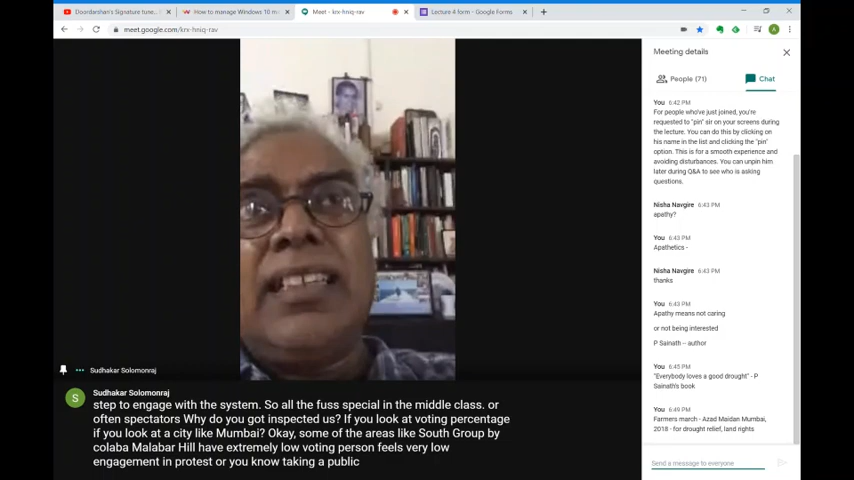 Doordarshan's Signature tune...
How to manage Windows 10 m
Meet - krx-hniq-rav
Lecture 4 form - Google Forms
meet.google.com/krx-hniq-rav
A
Meeting details
People (71)
Chat
You 6:42 PM
For people who've just joined, you're
requested to "pin" sir on your screens during
the lecture. You can do this by clicking on
his name in the list and clicking the "pin"
option. This is for a smooth experience and
avoiding disturbances. You can unpin him
later during Q&A to see who is asking
questions.
Nisha Navgire 6:43 PM
apathy?
You 6:43 PM
Apathetics -
Nisha Navgire 6:43 PM
thanks
You 6:43 PM
Apathy means not caring
or not being interested
P Sainath -- author
You 6:45 PM
"Everybody loves a good drought" - P
Sainath's book
You 6:49 PM
Farmers march - Azad Maidan Mumbai,
2018 - for drought relief, land rights
Send a message to everyone
Sudhakar Solomonraj
S
Sudhakar Solomonraj
step to engage with the system. So all the fuss special in the middle class. or
often spectators Why do you got inspected us? If you look at voting percentage
if you look at a city like Mumbai? Okay, some of the areas like South Group by
colaba Malabar Hill have extremely low voting person feels very low
engagement in protest or you know taking a public